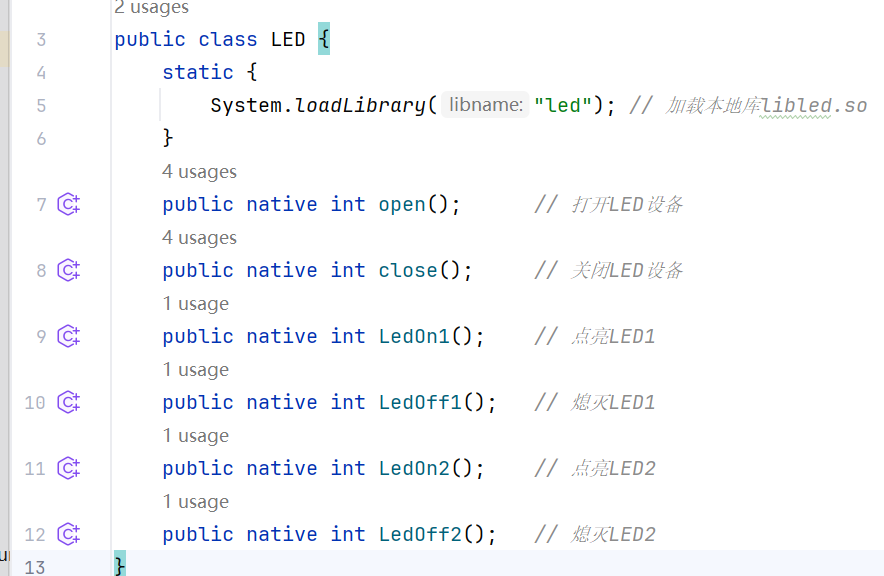 2 usages
3 public class LED {
4 static {
5 System.loadLibrary( libname: "led"); // 加载本地库libled.so
6 }
4 usages
7 public native int open(); // 打开LED设备
4 usages
8 public native int close(); // 关闭LED设备
1 usage
9 public native int LedOn1(); // 点亮LED1
1 usage
10 public native int LedOff1(); // 熄灭LED1
1 usage
11 public native int LedOn2(); // 点亮LED2
1 usage
12 public native int LedOff2(); // 熄灭LED2
13 }